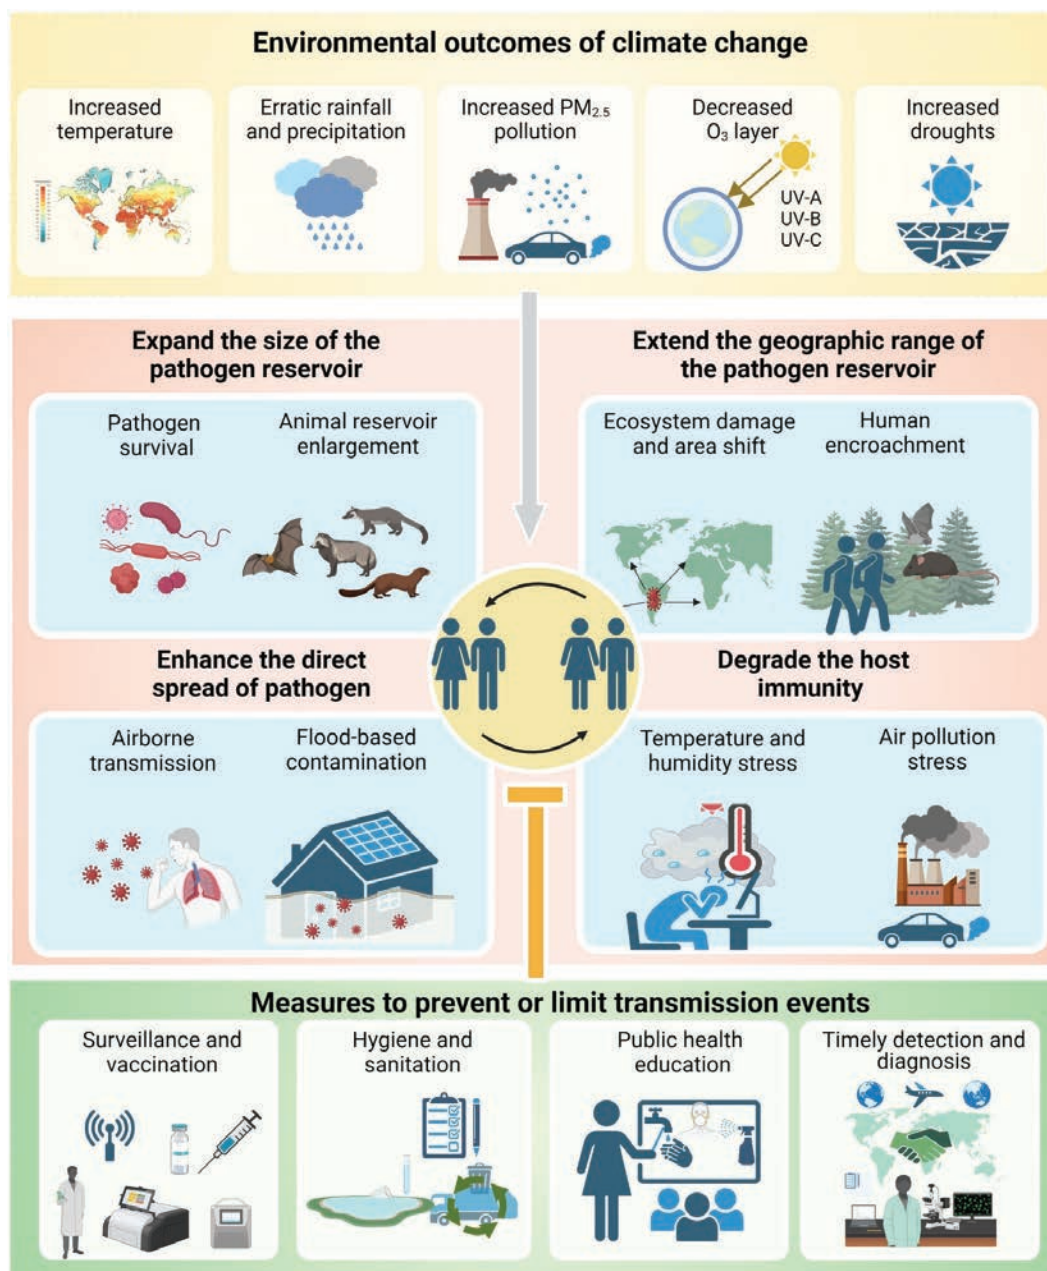 Environmental outcomes of climate change
Increased
temperature
Erratic rainfall
and precipitation
Increased PM₂.₅
pollution
Decreased
O₃ layer
UV-A
UV-B
UV-C
Increased
droughts
Expand the size of the
pathogen reservoir
Pathogen
survival
Animal reservoir
enlargement
Extend the geographic range of
the pathogen reservoir
Ecosystem damage
and area shift
Human
encroachment
Enhance the direct
spread of pathogen
Airborne
transmission
Flood-based
contamination
Degrade the host
immunity
Temperature and
humidity stress
Air pollution
stress
Measures to prevent or limit transmission events
Surveillance and
vaccination
Hygiene and
sanitation
Public health
education
Timely detection and
diagnosis